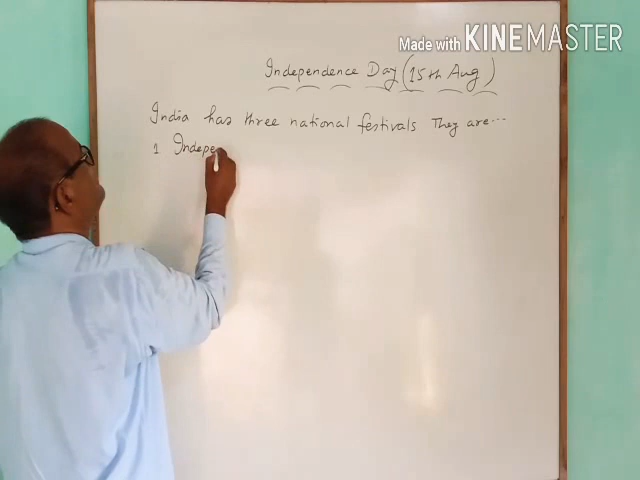 Made with KINEMASTER
Independence Day (15th Aug)
India has three national festivals They are...
1 Indepe